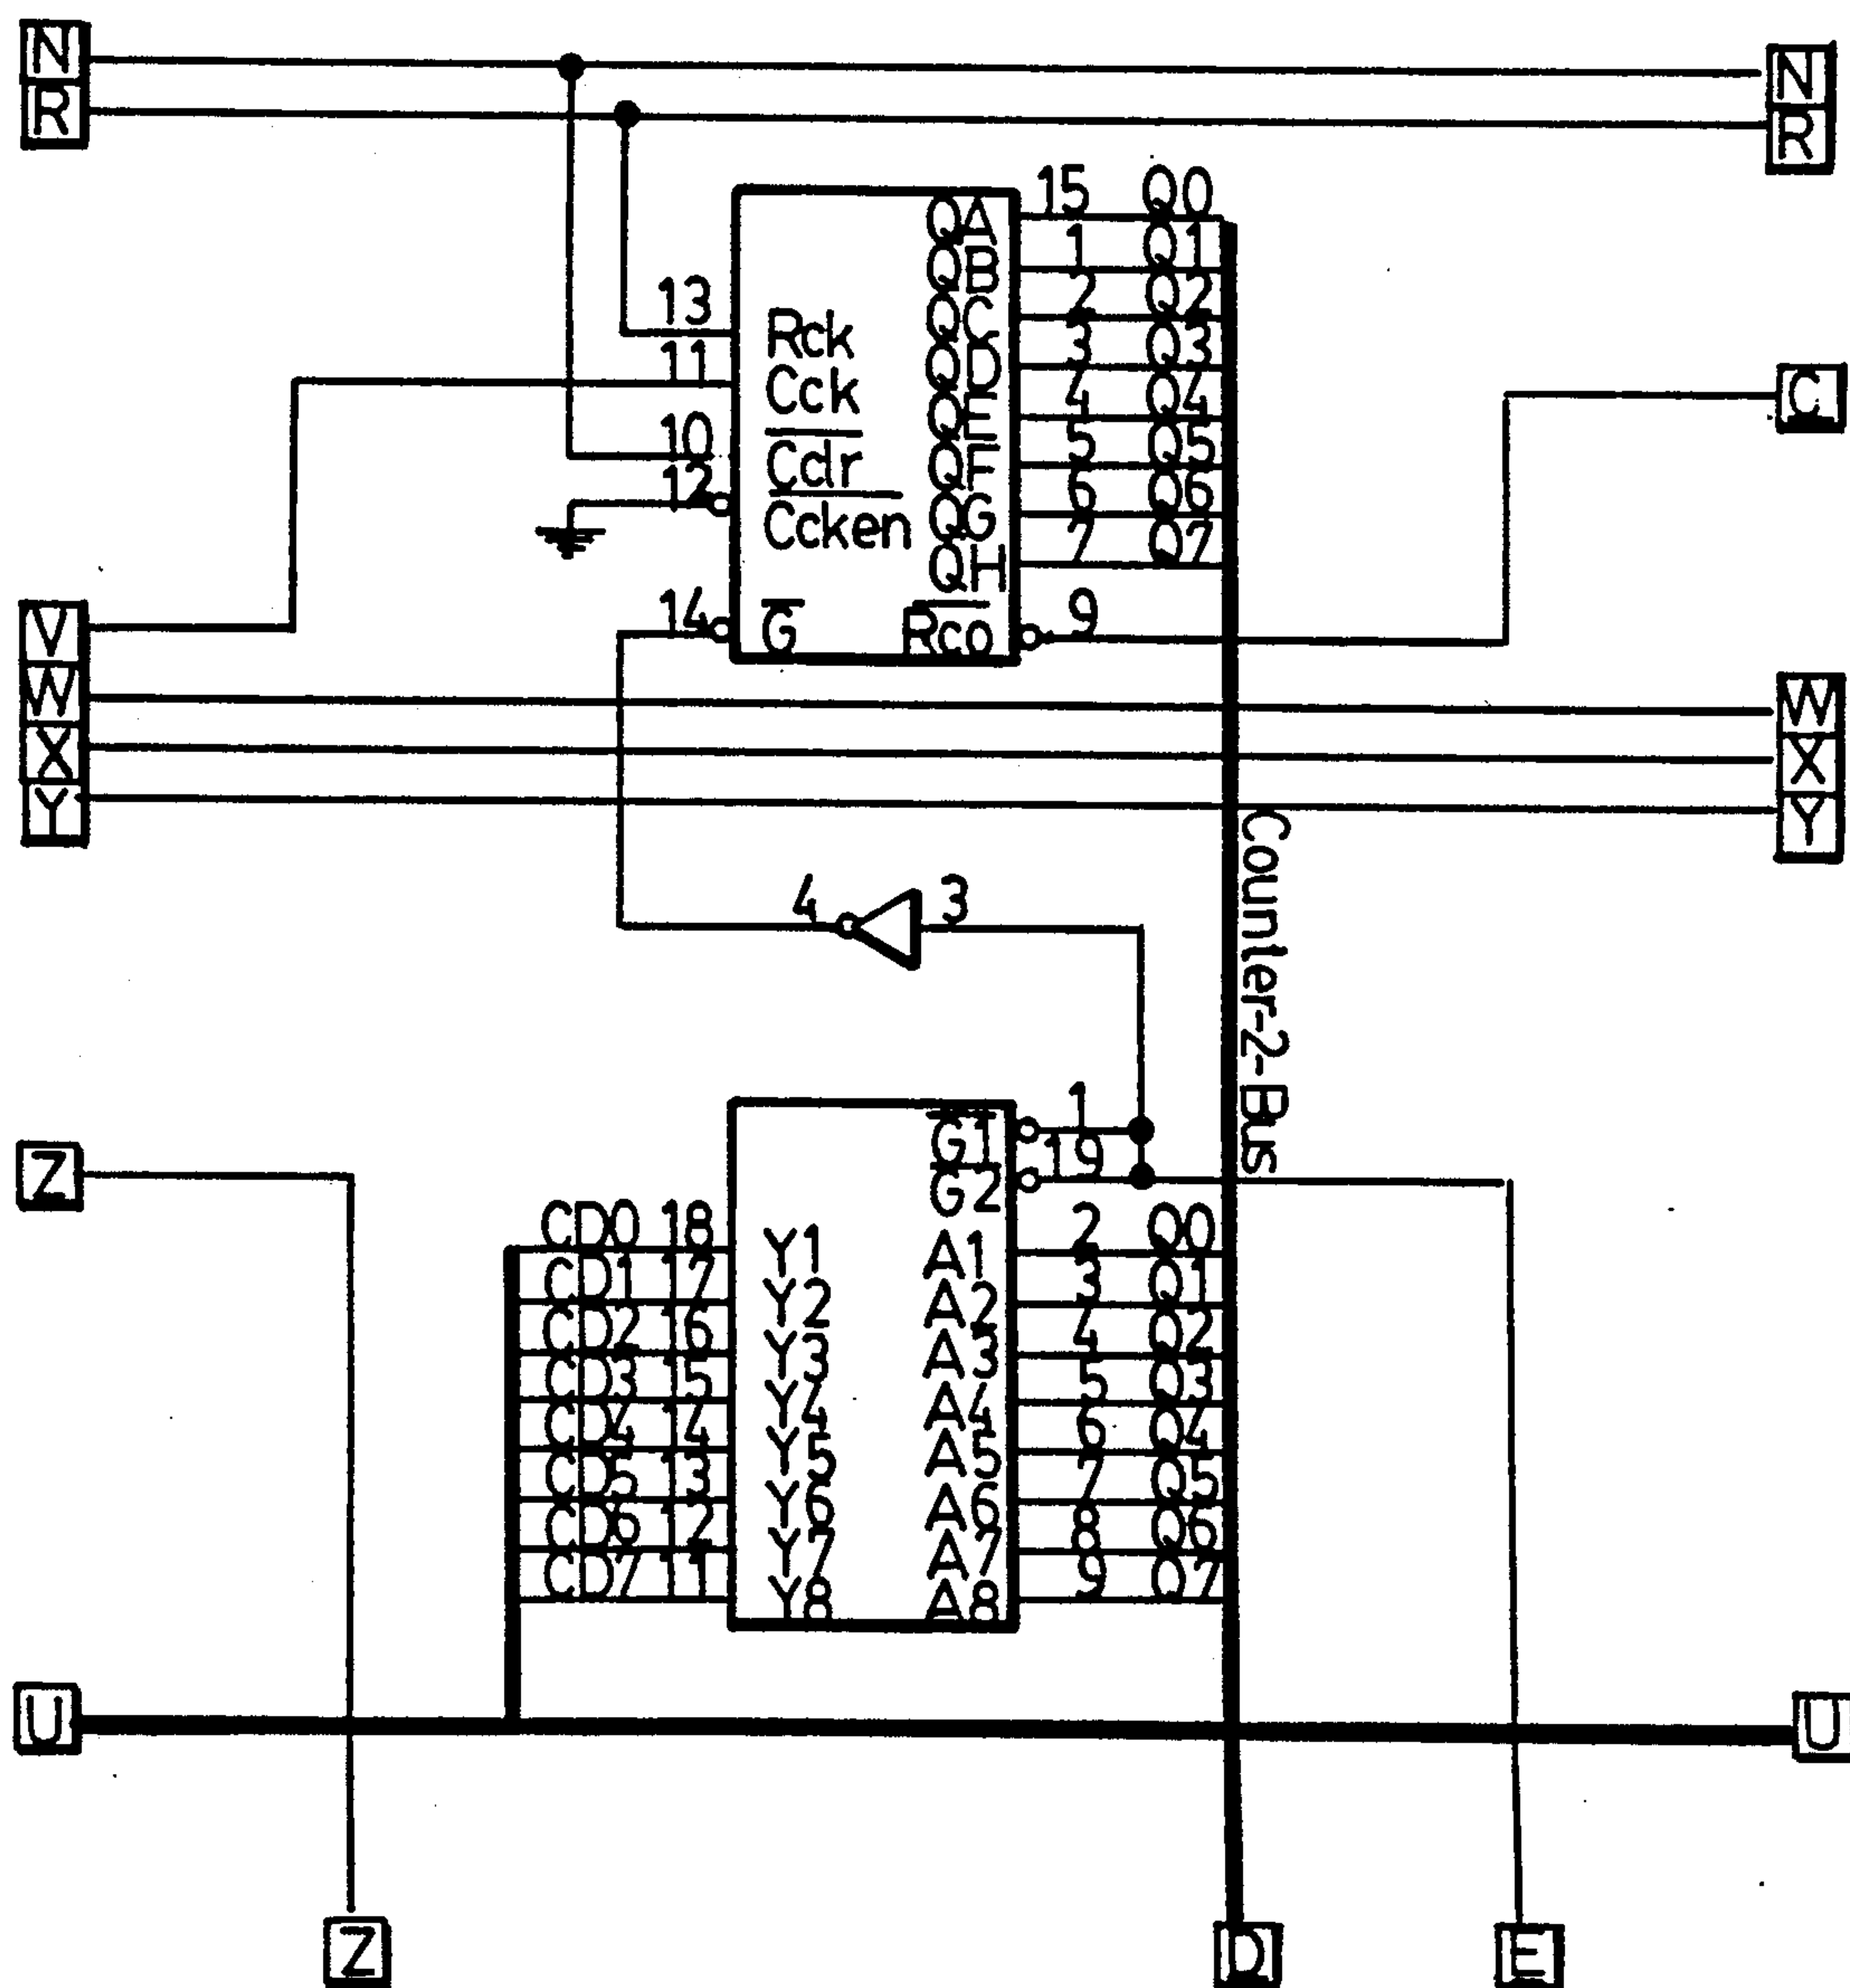 N N
R R
15 Q0
QA
1 Q1
QB
2 Q2
QC
13 3 Q3
Rck QD
11 4 Q4
Cck QE
10 5 Q5
Cdr QF
12 6 Q6
Ccken QG
7 Q7
QH
C
14 9
G Rco
V
W W
X X
Y Y
4 3
Counter-2-Bus
1
G1
19
G2
Z
CD0 18 Y1 A1 2 Q0
CD1 17 Y2 A2 3 Q1
CD2 16 Y3 A3 4 Q2
CD3 15 Y4 A4 5 Q3
CD4 14 Y5 A5 6 Q4
CD5 13 Y6 A6 7 Q5
CD6 12 Y7 A7 8 Q6
CD7 11 Y8 A8 9 Q7
U U
Z D E